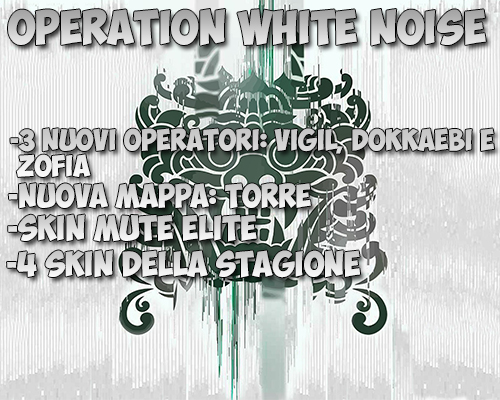 OPERATION WHITE NOISE
-3 NUOVI OPERATORI: VIGIL, DOKKAEBI E
ZOFIA
-NUOVA MAPPA: TORRE
-SKIN MUTE ELITE
-4 SKIN DELLA STAGIONE